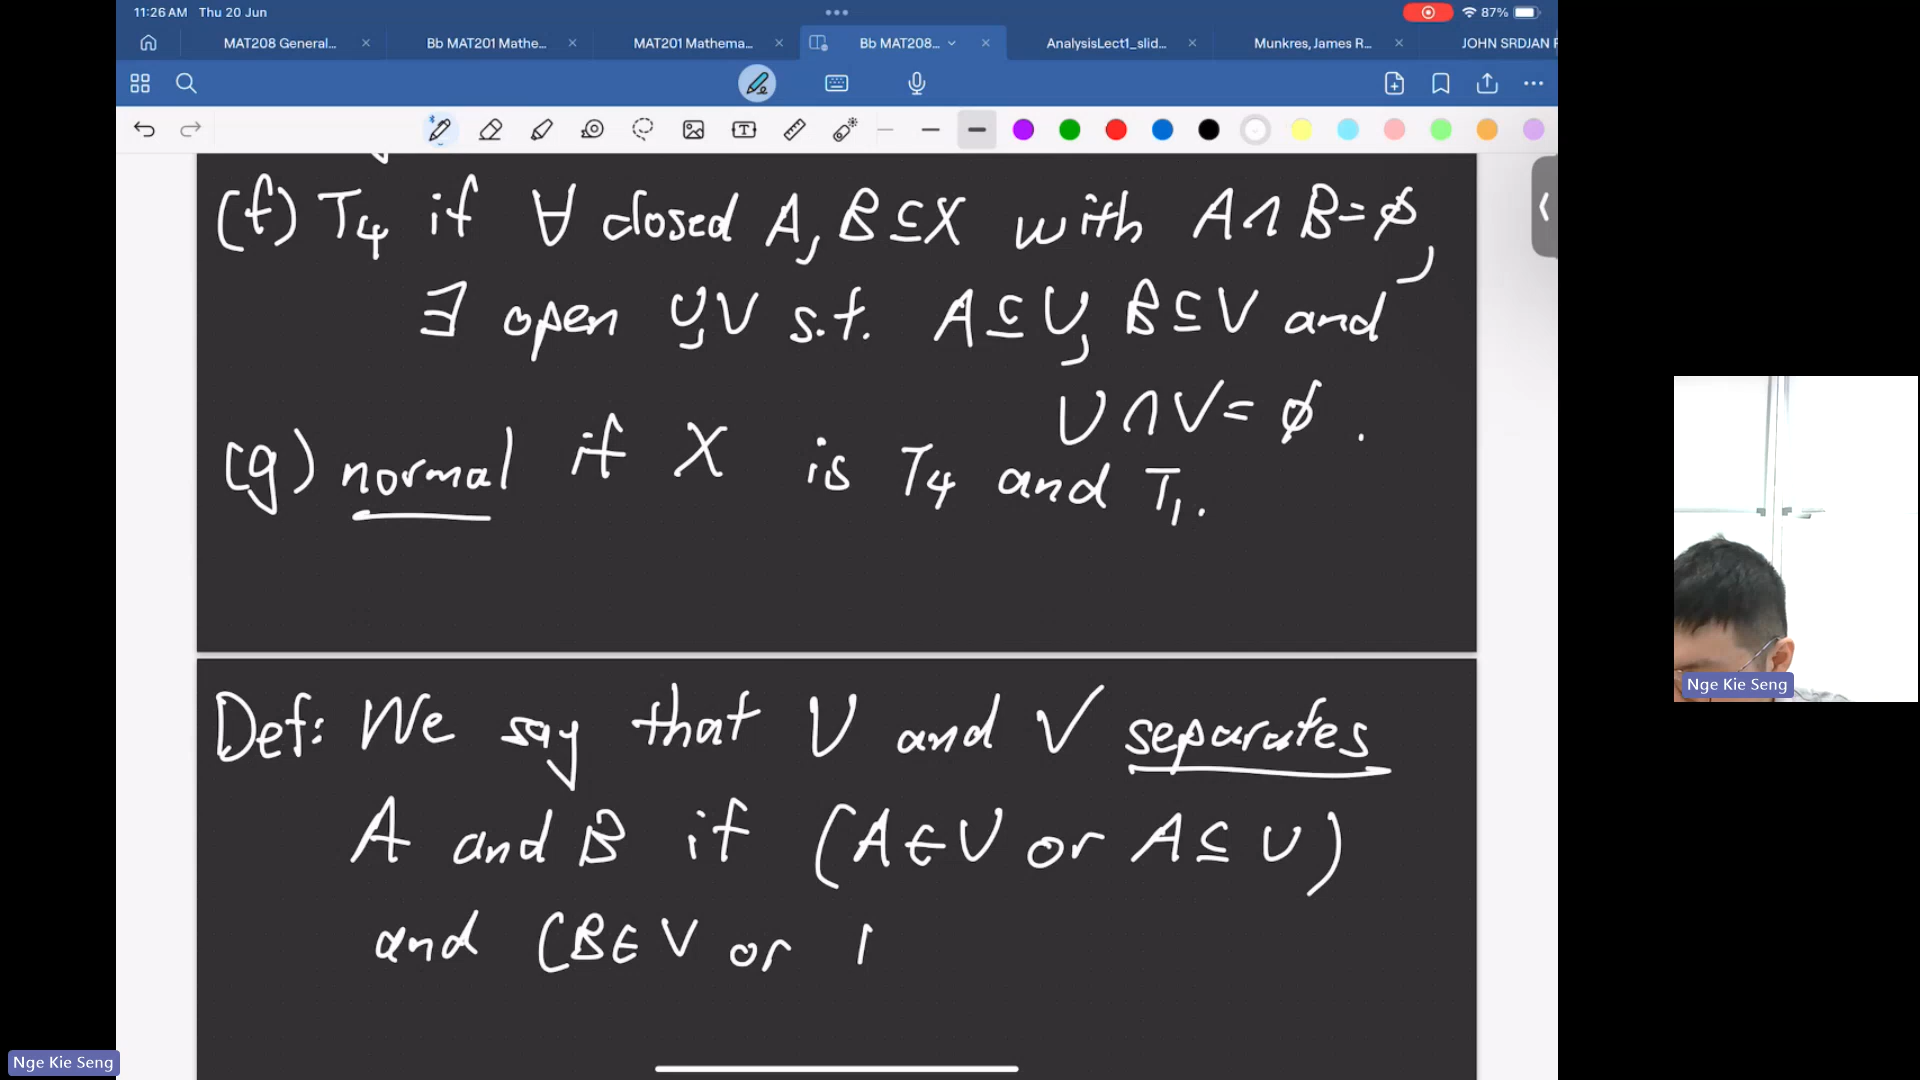 11:26 AM Thu 20 Jun
87%
MAT208 General...
Bb MAT201 Mathe...
MAT201 Mathema...
Bb MAT208...
AnalysisLect1_slid...
Munkres, James R...
JOHN SRDJAN
(f) T4 if ∀ closed A, B ⊆ X with A ∩ B = ∅,
∃ open U, V s.t. A ⊆ U, B ⊆ V and
U ∩ V = ∅.
(g) normal if X is T4 and T1.
Def: We say that U and V separates
A and B if (A ∈ U or A ⊆ U)
and (B ∈ V or
Nge Kie Seng
Nge Kie Seng